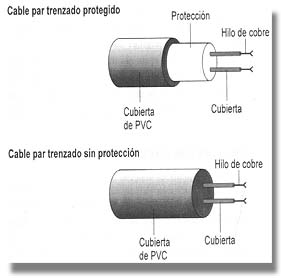 Cable par trenzado protegido
Protección
Hilo de cobre
Cubierta
de PVC
Cubierta
Cable par trenzado sin protección
Hilo de cobre
Cubierta
de PVC
Cubierta